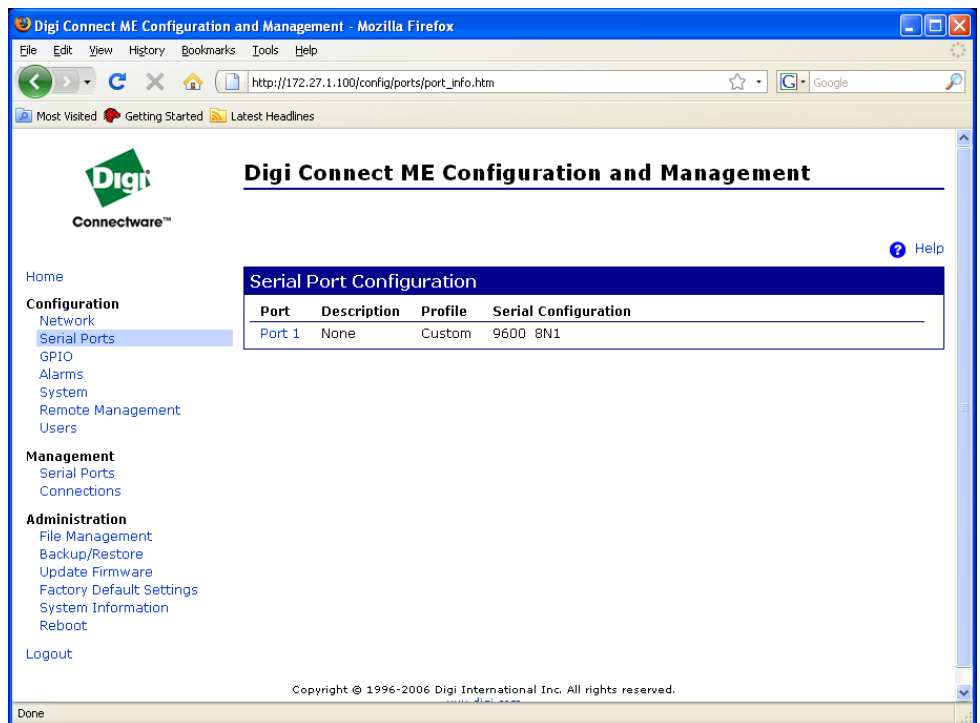 Digi Connect ME Configuration and Management - Mozilla Firefox
File Edit View History Bookmarks Tools Help
http://172.27.1.100/config/ports/port_info.htm
G Google
Most Visited Getting Started Latest Headlines
Digi
Connectware™
Digi Connect ME Configuration and Management
? Help
Home
Configuration
Network
Serial Ports
GPIO
Alarms
System
Remote Management
Users
Management
Serial Ports
Connections
Administration
File Management
Backup/Restore
Update Firmware
Factory Default Settings
System Information
Reboot
Logout
Serial Port Configuration
Port Description Profile Serial Configuration
Port 1 None Custom 9600 8N1
Copyright © 1996-2006 Digi International Inc. All rights reserved.
Done